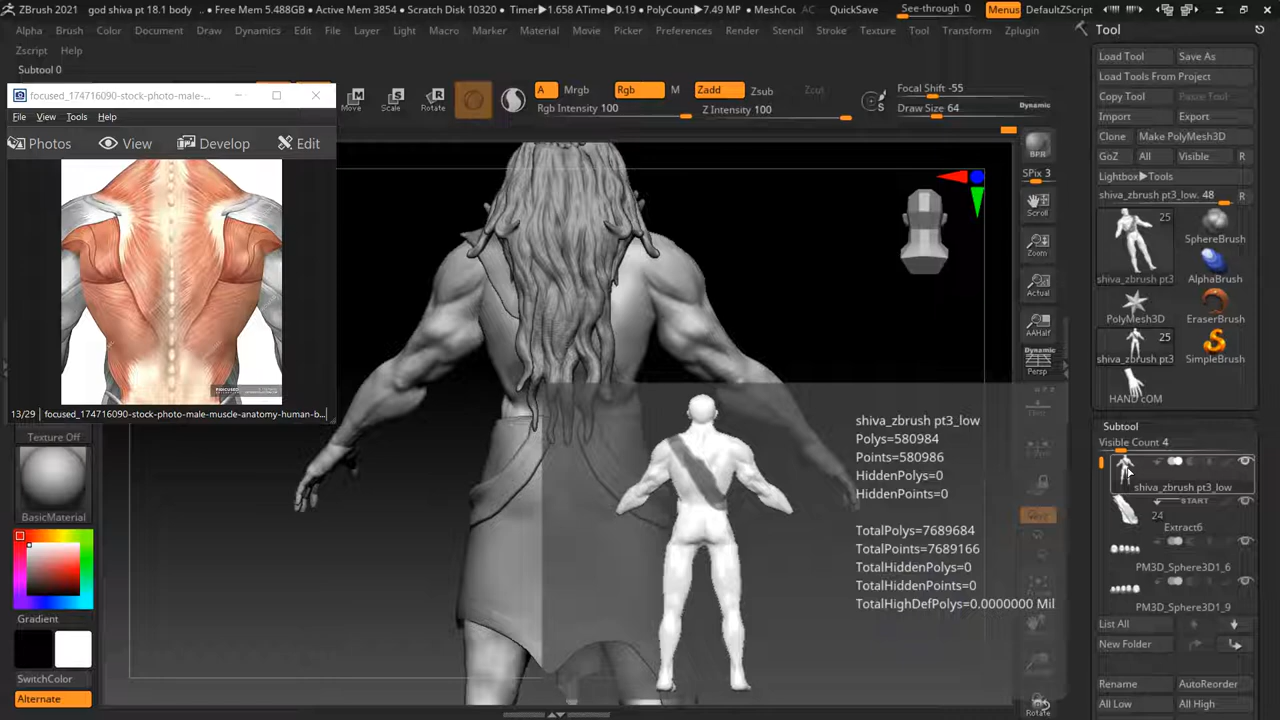 ZBrush 2021 god shiva pt 18.1 body .. • Free Mem 5.488GB • Active Mem 3854 • Scratch Disk 10320 • Timer▶1.658 ATime▶0.19 • PolyCount▶7.49 MP • MeshCou AC QuickSave See-through 0 Menus DefaultZScript
Alpha Brush Color Document Draw Dynamics Edit File Layer Light Macro Marker Material Movie Picker Preferences Render Stencil Stroke Texture Tool Transform Zplugin
Zscript Help
Subtool 0
focused_174716090-stock-photo-male-...
File View Tools Help
Photos View Develop Edit
13/29 focused_174716090-stock-photo-male-muscle-anatomy-human-b...
Move Scale Rotate
A Mrgb Rgb M Zadd Zsub Zcut
Rgb Intensity 100 Z Intensity 100
Focal Shift -55
Draw Size 64 Dynamic
Texture Off
BasicMaterial
Gradient
SwitchColor
Alternate
shiva_zbrush pt3_low
Polys=580984
Points=580986
HiddenPolys=0
HiddenPoints=0
TotalPolys=7689684
TotalPoints=7689166
TotalHiddenPolys=0
TotalHiddenPoints=0
TotalHighDefPolys=0.0000000 Mil
BPR
SPix 3
Scroll
Zoom
Actual
AAHalf
Dynamic
Persp
Rotate
Tool
Load Tool Save As
Load Tools From Project
Copy Tool Paste Tool
Import Export
Clone Make PolyMesh3D
GoZ All Visible R
Lightbox▶Tools
shiva_zbrush pt3_low. 48 R
25
shiva_zbrush pt3 SphereBrush
AlphaBrush
PolyMesh3D EraserBrush
25
shiva_zbrush pt3 SimpleBrush
HAND cOM
Subtool
Visible Count 4
shiva_zbrush pt3_low
START
24
Extract6
PM3D_Sphere3D1_6
PM3D_Sphere3D1_9
List All
New Folder
Rename AutoReorder
All Low All High